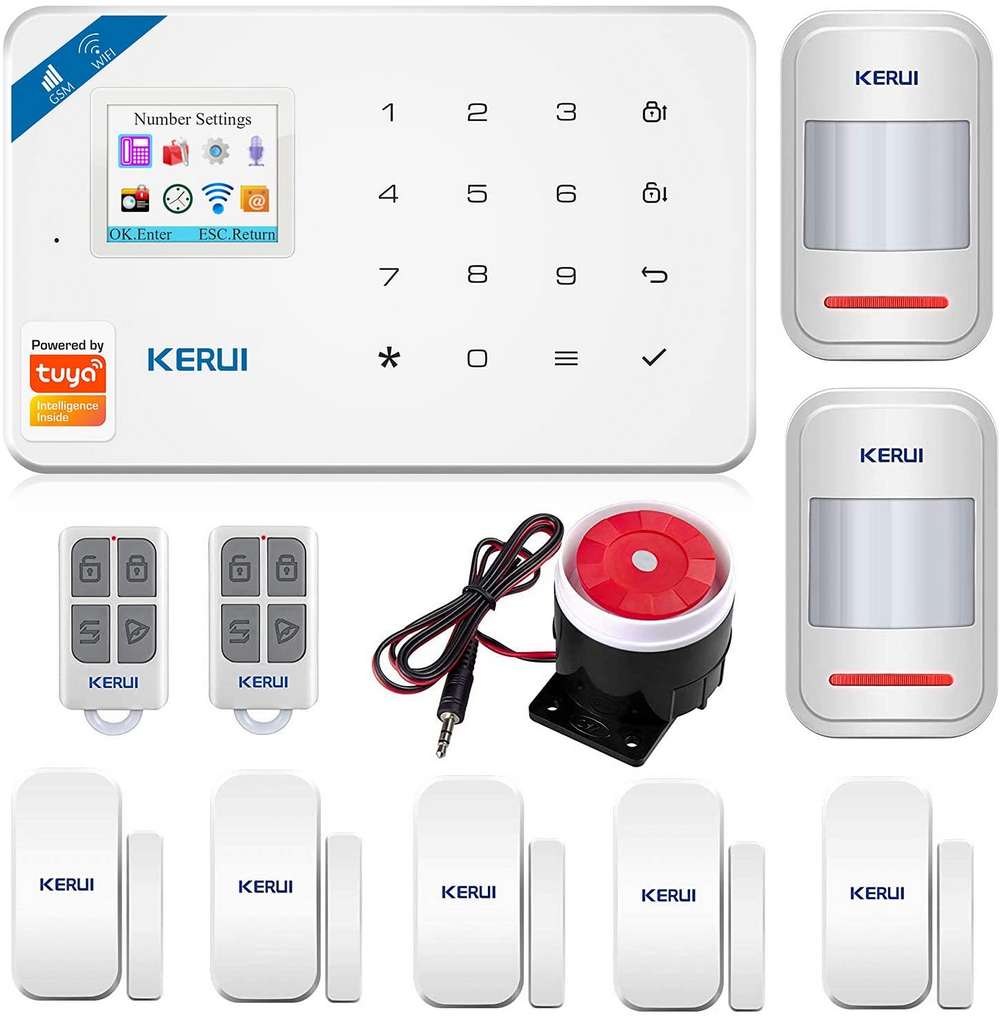 GSM
WIFI
Number Settings
OK.Enter ESC.Return
1 2 3
4 5 6
7 8 9
* 0
Powered by
tuya
Intelligence
Inside
KERUI
KERUI
KERUI
KERUI
KERUI
KERUI
KERUI
KERUI
KERUI
KERUI